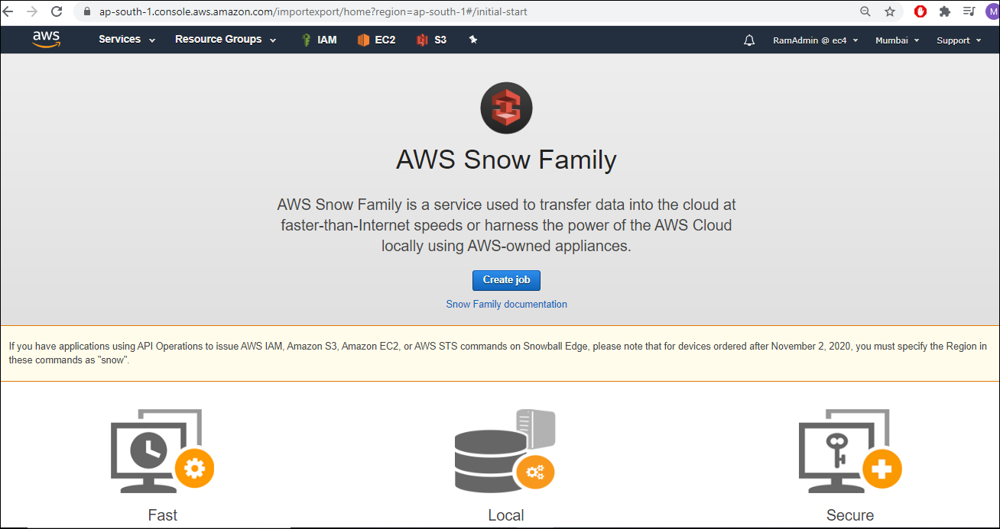 ap-south-1.console.aws.amazon.com/importexport/home?region=ap-south-1#/initial-start
M
aws Services Resource Groups IAM EC2 S3 RamAdmin @ ec4 Mumbai Support
AWS Snow Family
AWS Snow Family is a service used to transfer data into the cloud at
faster-than-Internet speeds or harness the power of the AWS Cloud
locally using AWS-owned appliances.
Create job
Snow Family documentation
If you have applications using API Operations to issue AWS IAM, Amazon S3, Amazon EC2, or AWS STS commands on Snowball Edge, please note that for devices ordered after November 2, 2020, you must specify the Region in
these commands as "snow".
Fast Local Secure